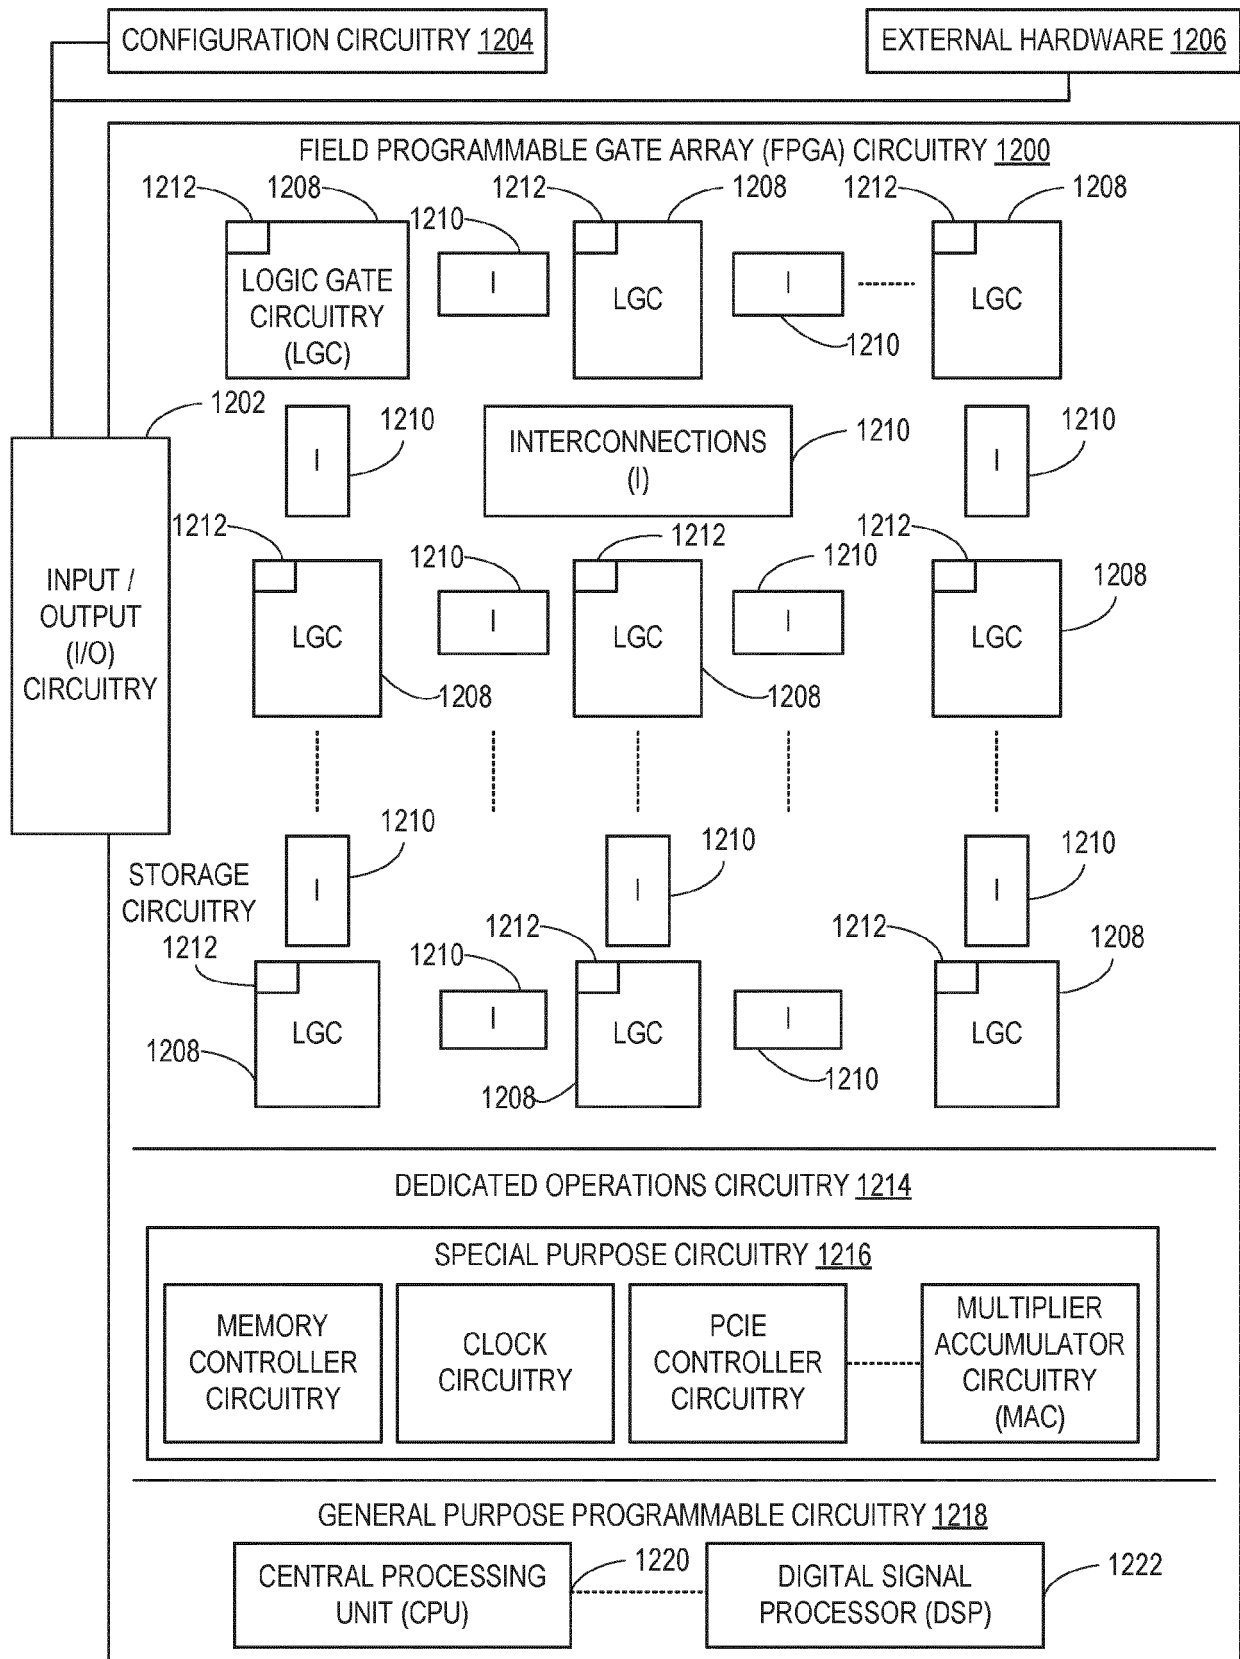 CONFIGURATION CIRCUITRY 1204
EXTERNAL HARDWARE 1206
FIELD PROGRAMMABLE GATE ARRAY (FPGA) CIRCUITRY 1200
1212
1208
1212
1208
1212
1208
1210
LOGIC GATE
CIRCUITRY
(LGC)
I
LGC
I
LGC
1210
1202
1210
INTERCONNECTIONS
(I)
1210
1210
I
I
1212
1212
1210
1210
1212
INPUT /
OUTPUT
(I/O)
CIRCUITRY
LGC
I
LGC
I
LGC
1208
1208
1208
1210
1210
1210
STORAGE
CIRCUITRY
I
I
I
1212
1212
1210
1212
1208
LGC
I
LGC
I
LGC
1208
1208
1210
DEDICATED OPERATIONS CIRCUITRY 1214
SPECIAL PURPOSE CIRCUITRY 1216
MEMORY
CONTROLLER
CIRCUITRY
CLOCK
CIRCUITRY
PCIE
CONTROLLER
CIRCUITRY
MULTIPLIER
ACCUMULATOR
CIRCUITRY
(MAC)
GENERAL PURPOSE PROGRAMMABLE CIRCUITRY 1218
CENTRAL PROCESSING
UNIT (CPU)
1220
DIGITAL SIGNAL
PROCESSOR (DSP)
1222